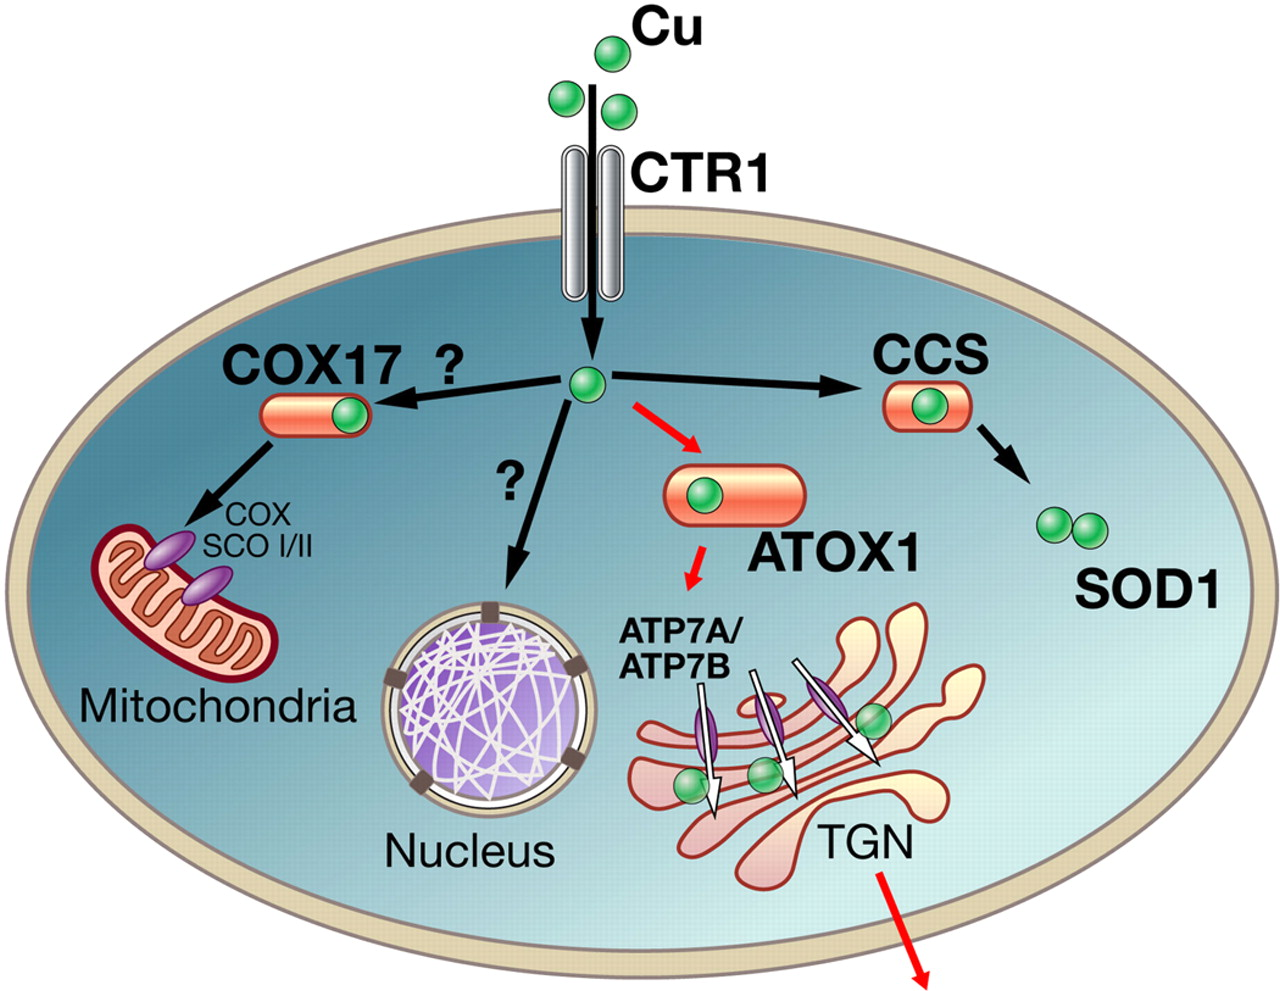 Cu
CTR1
COX17 ?
CCS
?
COX
SCO I/II
ATOX1
SOD1
ATP7A/
ATP7B
Mitochondria
Nucleus
TGN